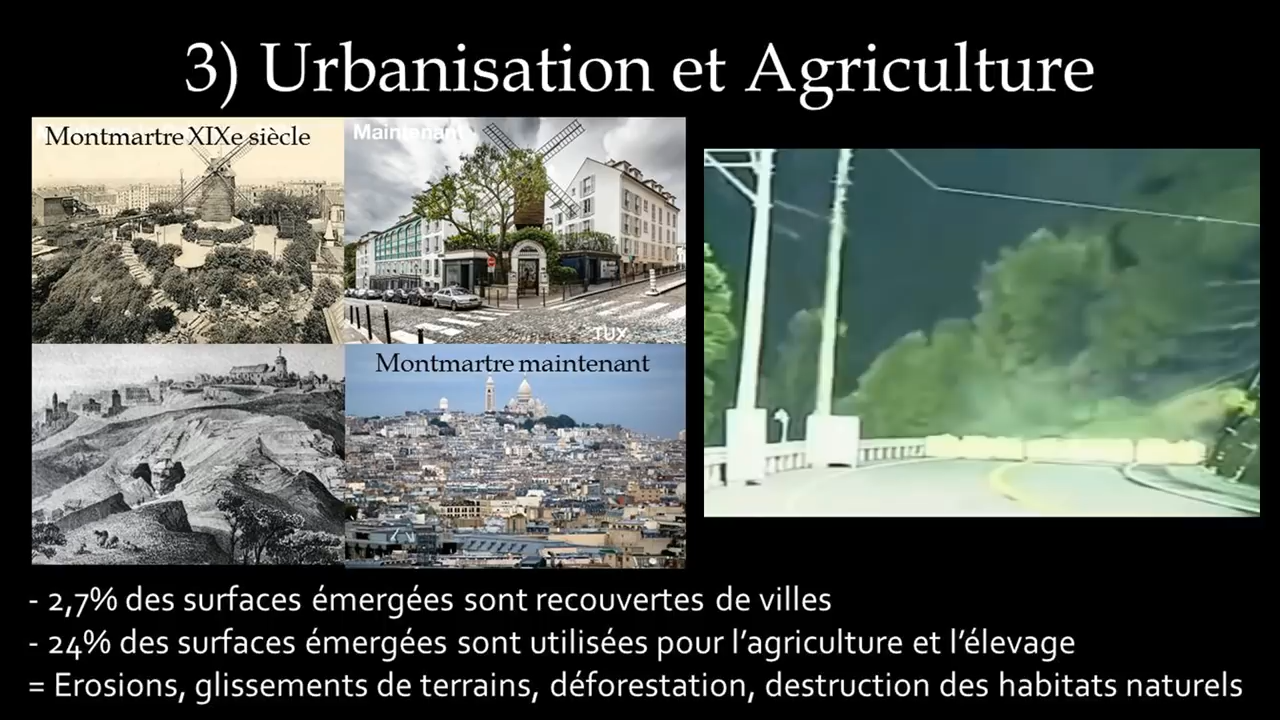 3) Urbanisation et Agriculture
Montmartre XIXe siècle
Maintenant
TUX
Montmartre maintenant
- 2,7% des surfaces émergées sont recouvertes de villes
- 24% des surfaces émergées sont utilisées pour l’agriculture et l’élevage
= Erosions, glissements de terrains, déforestation, destruction des habitats naturels